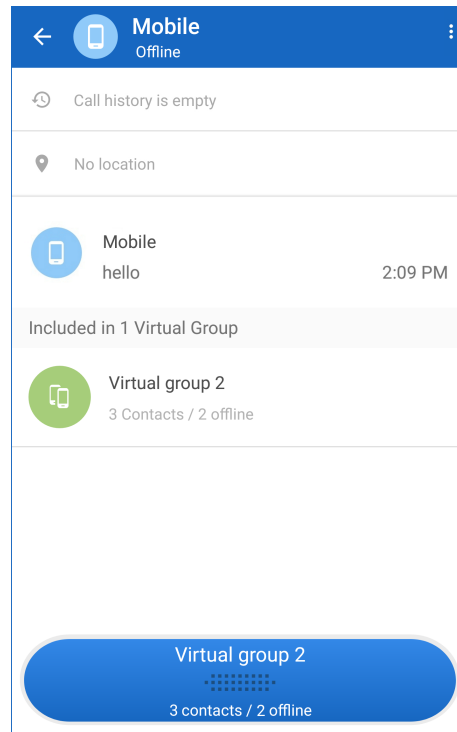 Mobile
Offline
Call history is empty
No location
Mobile
hello 2:09 PM
Included in 1 Virtual Group
Virtual group 2
3 Contacts / 2 offline
Virtual group 2
3 contacts / 2 offline